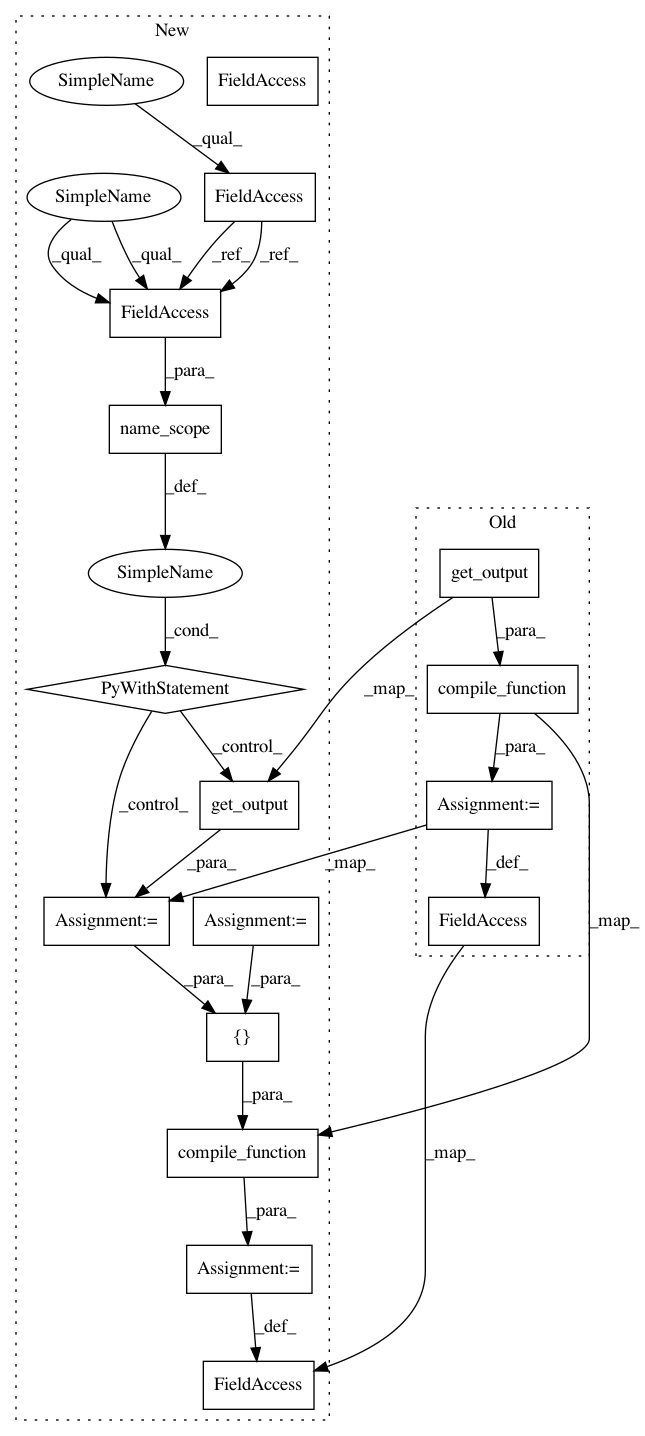 New
SimpleName
FieldAccess
_qual_
SimpleName
FieldAccess
_qual_
_qual_
_ref_
_ref_
FieldAccess
_para_
name_scope
_def_
Old
SimpleName
get_output
_cond_
_para_
PyWithStatement
compile_function
_map_
_control_
_para_
get_output
Assignment:=
_control_
_para_
_map_
_def_
Assignment:=
Assignment:=
FieldAccess
_map_
_para_
_para_
{}
_para_
compile_function
_map_
_para_
Assignment:=
_def_
FieldAccess